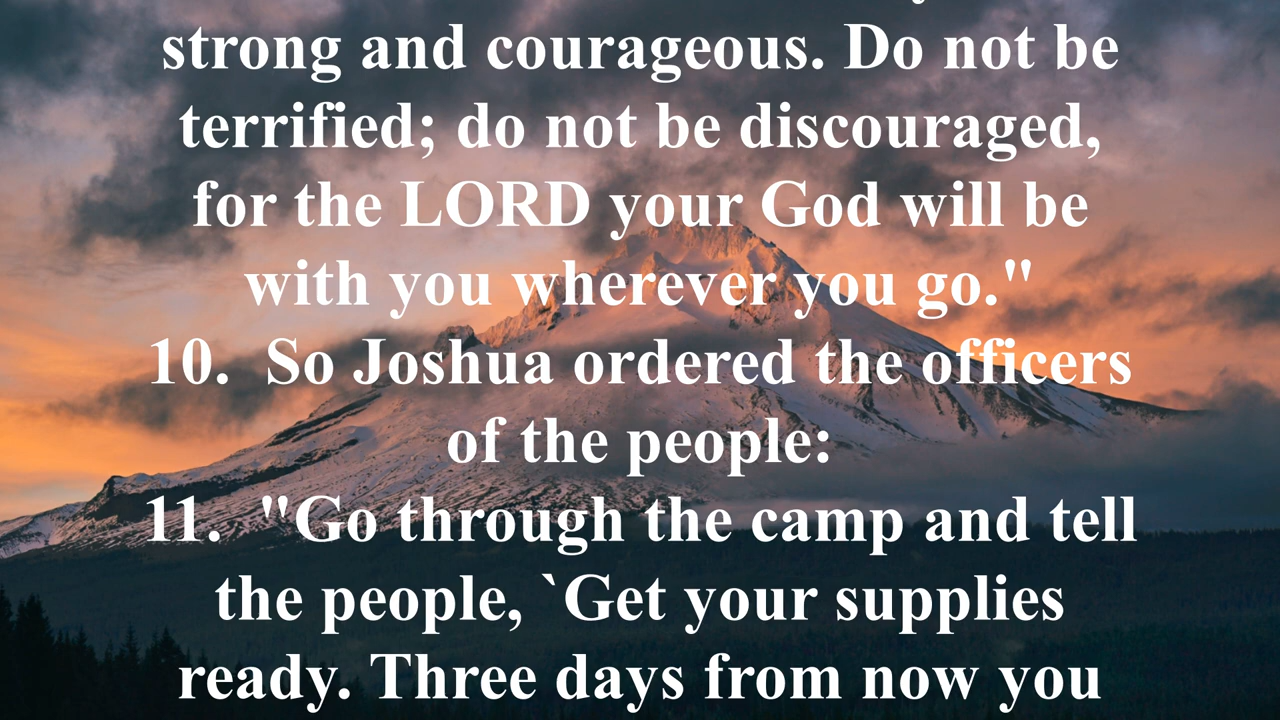 strong and courageous. Do not be
terrified; do not be discouraged,
for the LORD your God will be
with you wherever you go."
10.  So Joshua ordered the officers
of the people:
11.  "Go through the camp and tell
the people, `Get your supplies
ready. Three days from now you